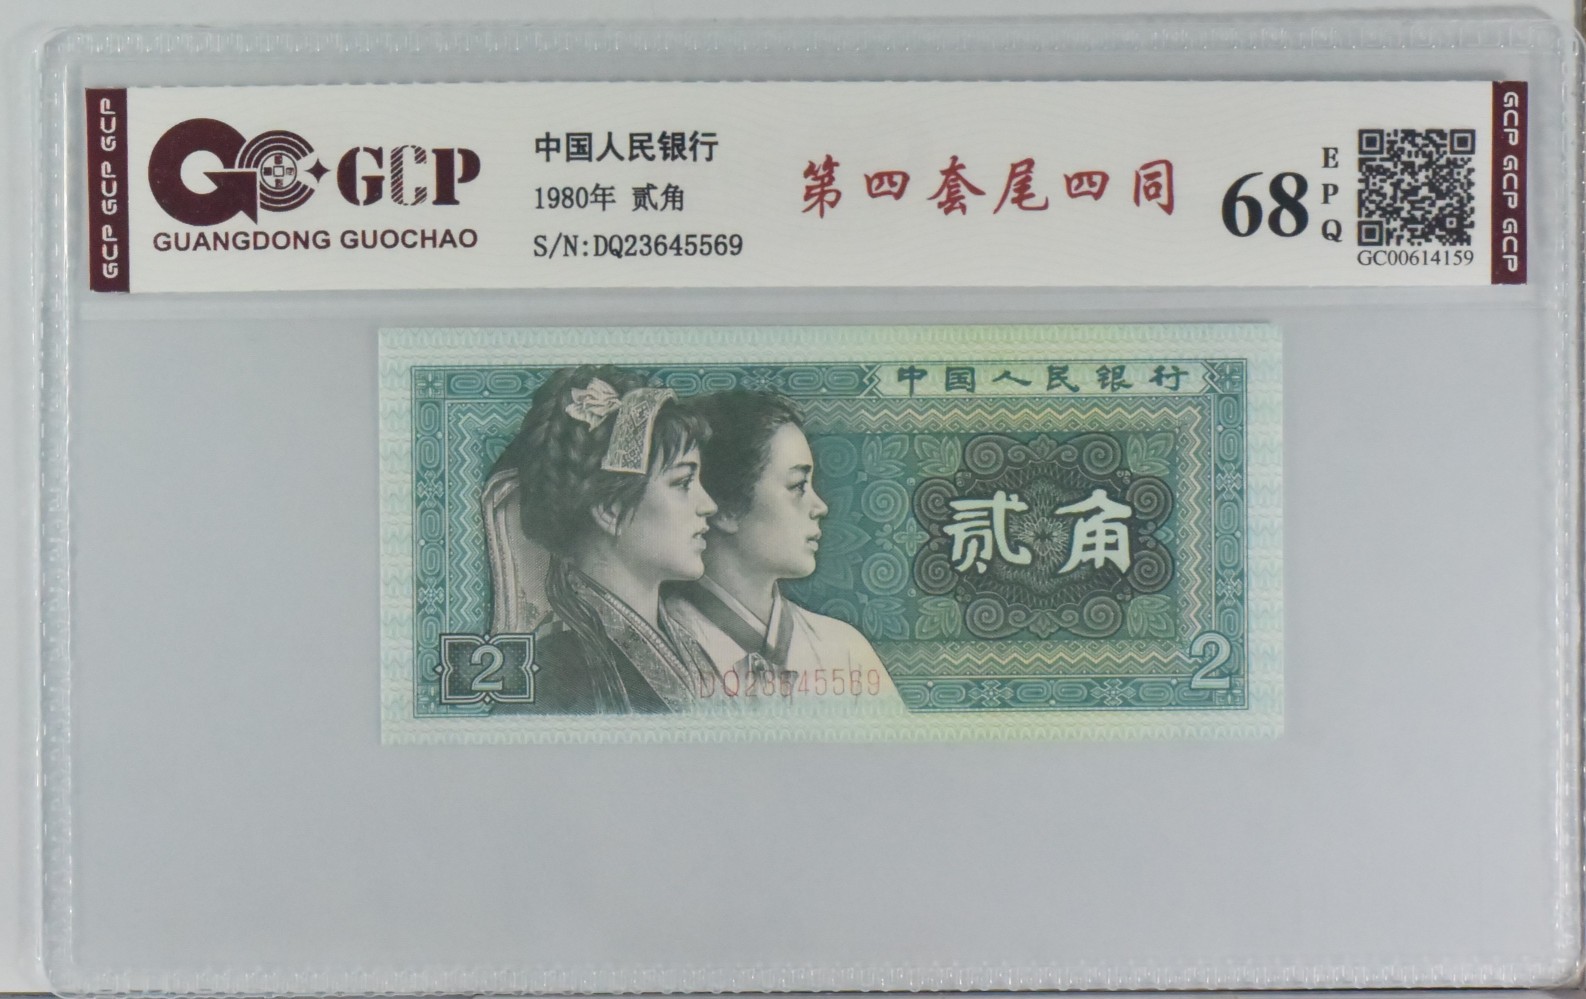 GCP GCP GCP
GCP
GUANGDONG GUOCHAO
中国人民银行
1980年 贰角
S/N:DQ23645569
第四套尾四同
68
EPQ
GC00614159
GCP GCP GCP
中国人民银行
贰角
2
2
DQ23645569